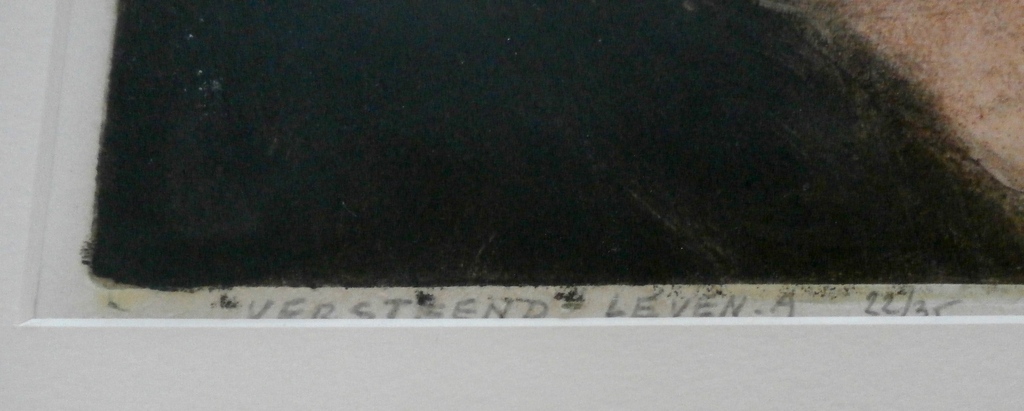 "VERSTEEND = LEVEN. A 22/35